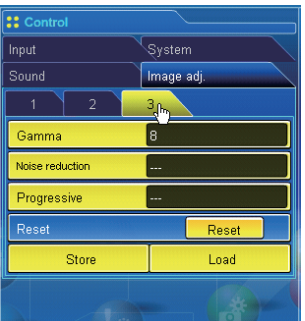 Control
Input System
Sound Image adj.
1 2 3
Gamma 8
Noise reduction ---
Progressive ---
Reset Reset
Store Load